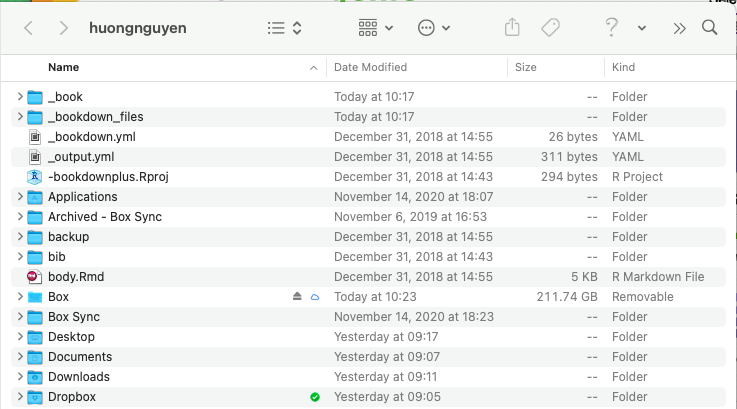 huongnguyen
Name Date Modified Size Kind
_book Today at 10:17 -- Folder
_bookdown_files Today at 10:17 -- Folder
_bookdown.yml December 31, 2018 at 14:55 26 bytes YAML
_output.yml December 31, 2018 at 14:55 311 bytes YAML
-bookdownplus.Rproj December 31, 2018 at 14:43 294 bytes R Project
Applications November 14, 2020 at 18:07 -- Folder
Archived - Box Sync November 6, 2019 at 16:53 -- Folder
backup December 31, 2018 at 14:55 -- Folder
bib December 31, 2018 at 14:43 -- Folder
body.Rmd December 31, 2018 at 14:55 5 KB R Markdown File
Box Today at 10:23 211.74 GB Removable
Box Sync November 14, 2020 at 18:23 -- Folder
Desktop Yesterday at 09:17 -- Folder
Documents Yesterday at 09:07 -- Folder
Downloads Yesterday at 09:11 -- Folder
Dropbox Yesterday at 09:05 -- Folder